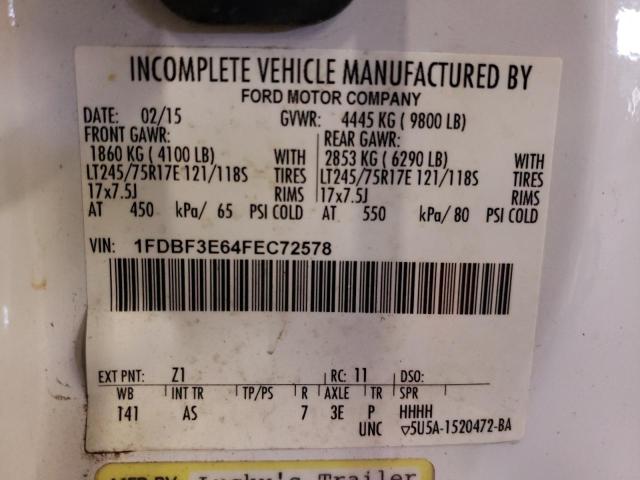 INCOMPLETE VEHICLE MANUFACTURED BY
FORD MOTOR COMPANY
DATE: 02/15 GVWR: 4445 KG ( 9800 LB)
FRONT GAWR: REAR GAWR:
1860 KG ( 4100 LB) WITH 2853 KG ( 6290 LB) WITH
LT245/75R17E 121/118S TIRES LT245/75R17E 121/118S TIRES
17x7.5J RIMS 17x7.5J RIMS
AT 450 kPa/ 65 PSI COLD AT 550 kPa/ 80 PSI COLD
VIN: 1FDBF3E64FEC72578
EXT PNT: Z1 RC: 11 DSO:
WB INT TR TP/PS R AXLE TR SPR
141 AS 7 3E P HHHH
UNC ▽5U5A-1520472-BA
MFD BY Lucky's Trailer